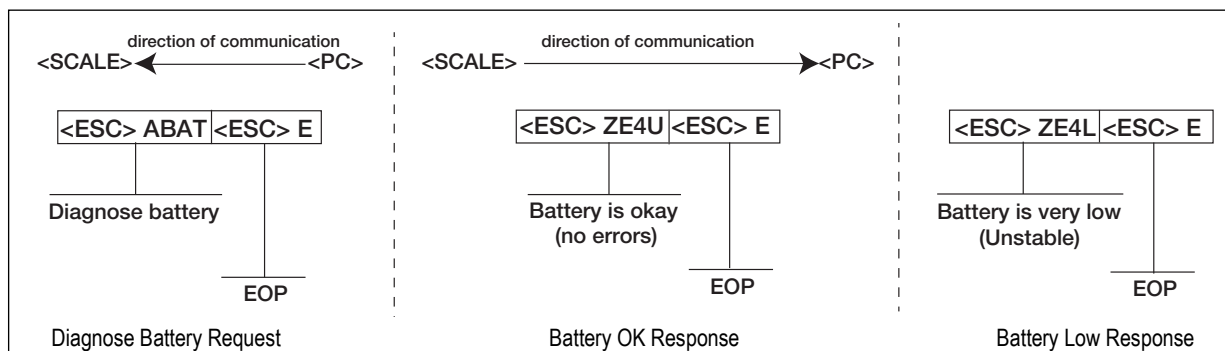 direction of communication
<SCALE> <PC>
<ESC> ABAT <ESC> E
Diagnose battery
EOP
Diagnose Battery Request
direction of communication
<SCALE> <PC>
<ESC> ZE4U <ESC> E
Battery is okay
(no errors)
EOP
Battery OK Response
<ESC> ZE4L <ESC> E
Battery is very low
(Unstable)
EOP
Battery Low Response